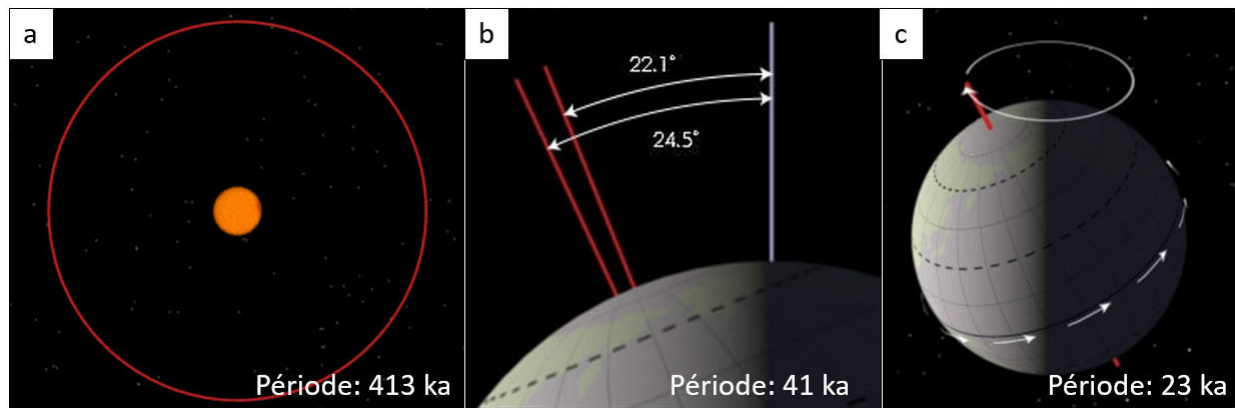 a
Période: 413 ka
b
22.1°
24.5°
Période: 41 ka
c
Période: 23 ka